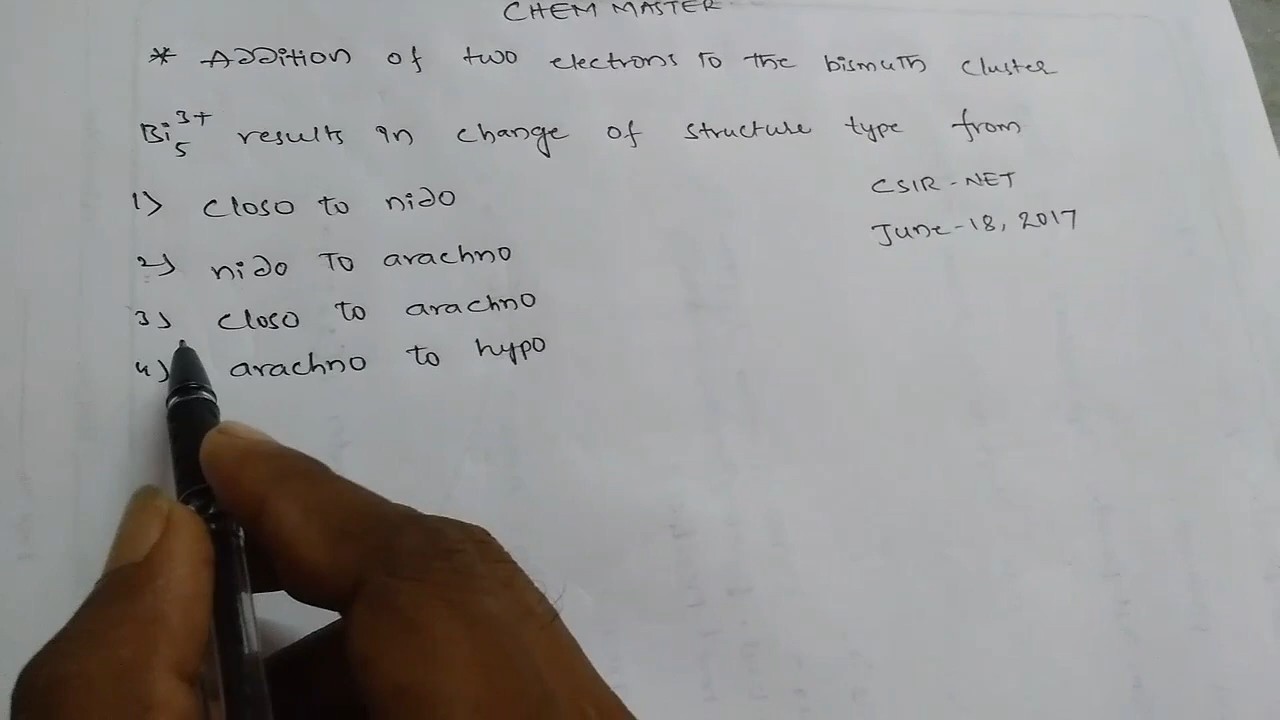 CHEM MASTER
* Addition of two electrons to the bismuth cluster
Bi₅³⁺ results in change of structure type from
1) closo to nido
2) nido to arachno
3) closo to arachno
4) arachno to hypo
CSIR-NET
June-18, 2017